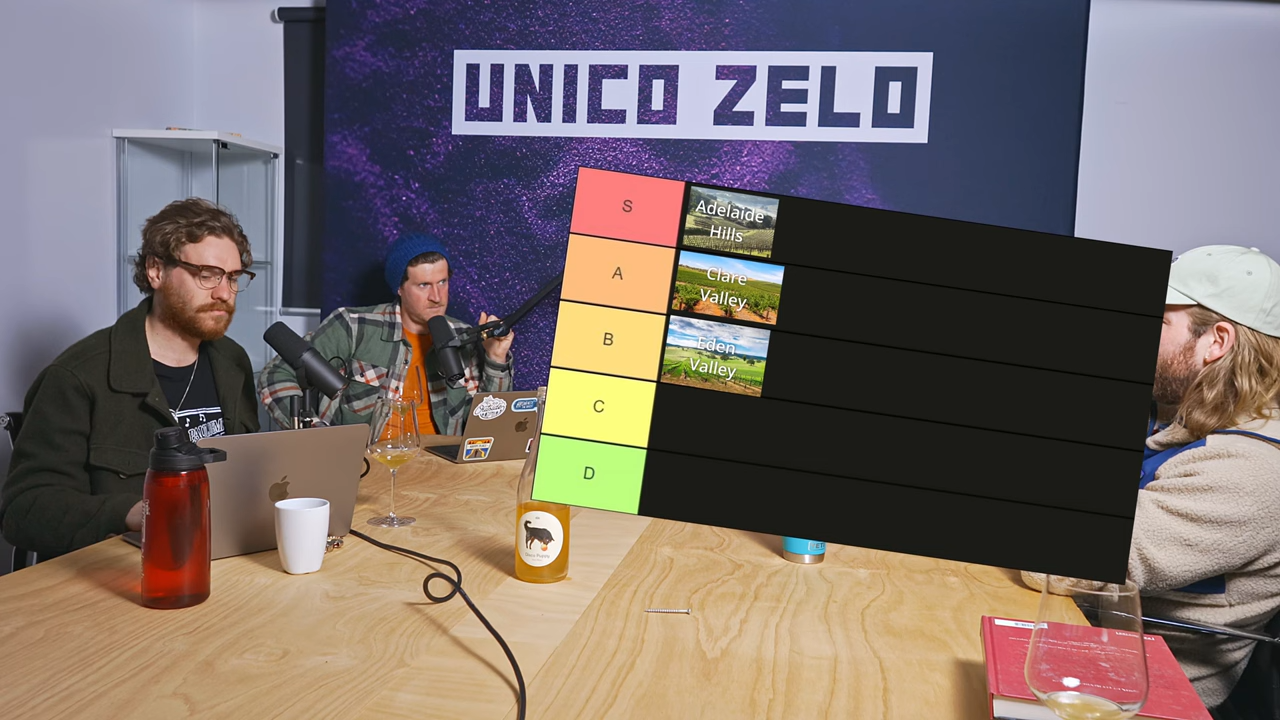 UNICO ZELO
S
Adelaide
Hills
A
Clare
Valley
B
Eden
Valley
C
D